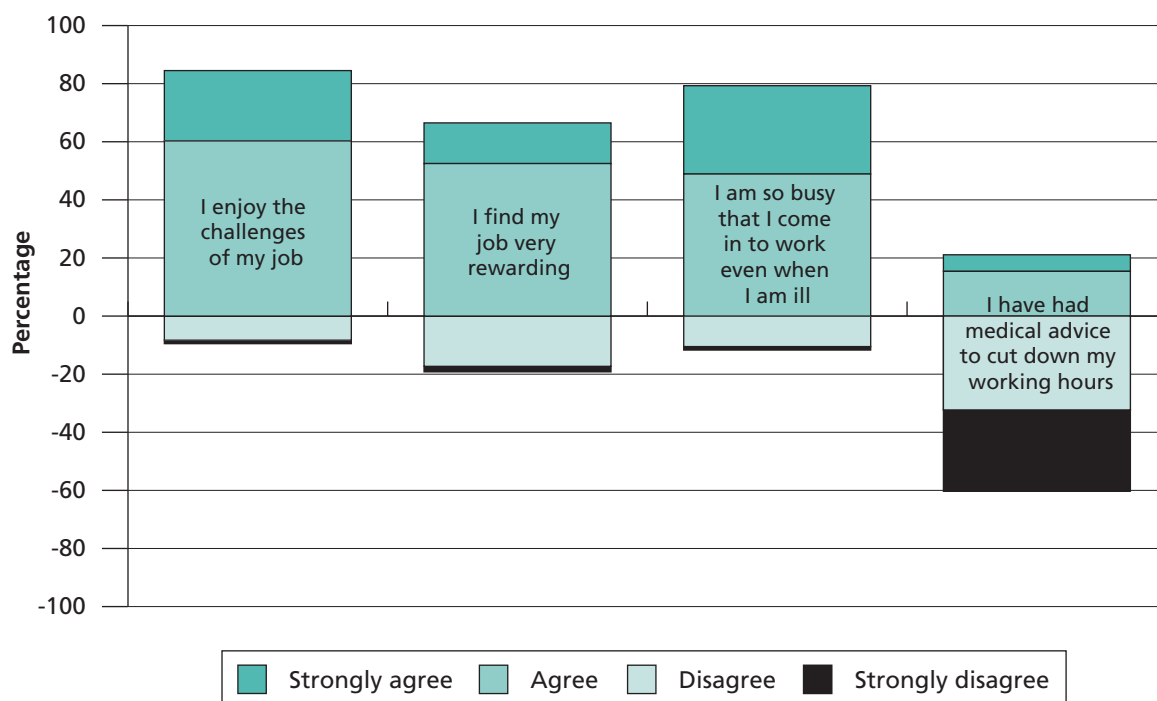 Percentage
100
80
60
40
20
0
-20
-40
-60
-80
-100
I enjoy the
challenges
of my job
I find my
job very
rewarding
I am so busy
that I come
in to work
even when
I am ill
I have had
medical advice
to cut down my
working hours
Strongly agree Agree Disagree Strongly disagree